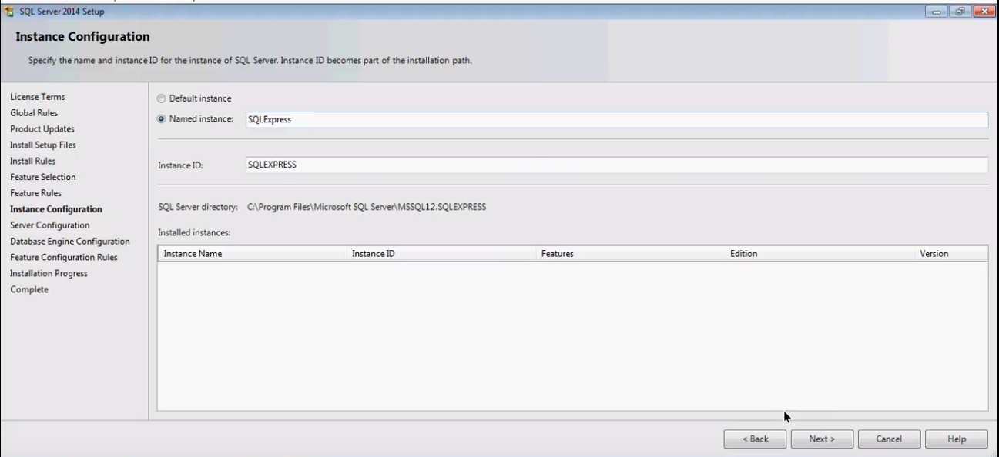 SQL Server 2014 Setup
Instance Configuration
Specify the name and instance ID for the instance of SQL Server. Instance ID becomes part of the installation path.
License Terms
Global Rules
Product Updates
Install Setup Files
Install Rules
Feature Selection
Feature Rules
Instance Configuration
Server Configuration
Database Engine Configuration
Feature Configuration Rules
Installation Progress
Complete
Default instance
Named instance: SQLExpress
Instance ID: SQLEXPRESS
SQL Server directory: C:\Program Files\Microsoft SQL Server\MSSQL12.SQLEXPRESS
Installed instances:
Instance Name Instance ID Features Edition Version
< Back Next > Cancel Help